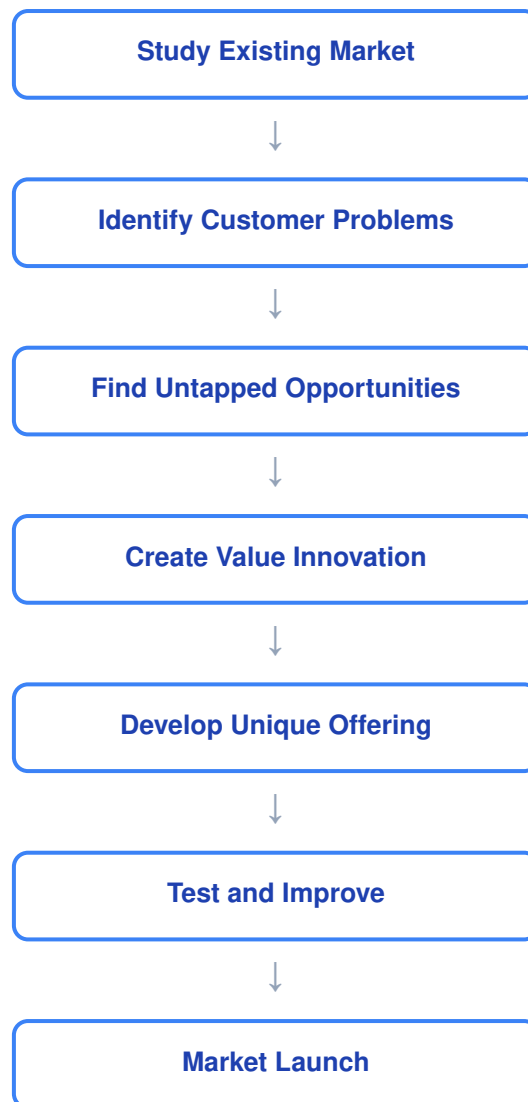 Study Existing Market
↓
Identify Customer Problems
↓
Find Untapped Opportunities
↓
Create Value Innovation
↓
Develop Unique Offering
↓
Test and Improve
↓
Market Launch